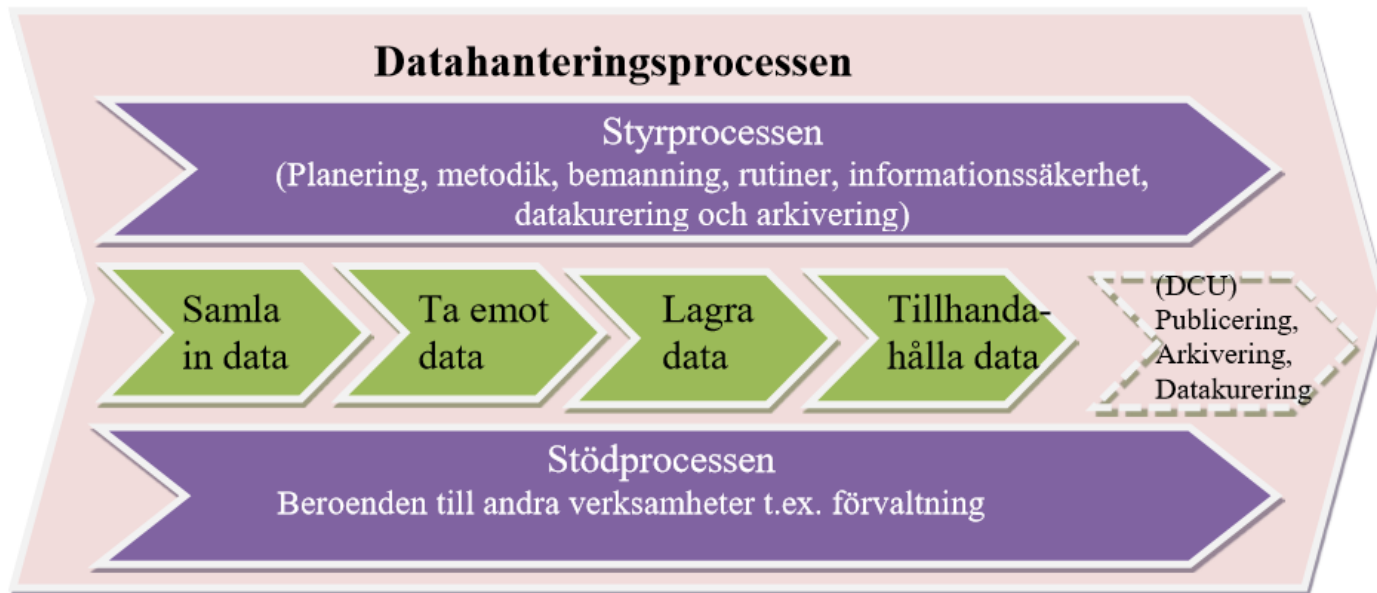 Datahanteringsprocessen
Styrprocessen
(Planering, metodik, bemanning, rutiner, informationssäkerhet,
datakurering och arkivering)
Samla
in data
Ta emot
data
Lagra
data
Tillhanda-
hålla data
(DCU)
Publicering,
Arkivering,
Datakurering
Stödprocessen
Beroenden till andra verksamheter t.ex. förvaltning